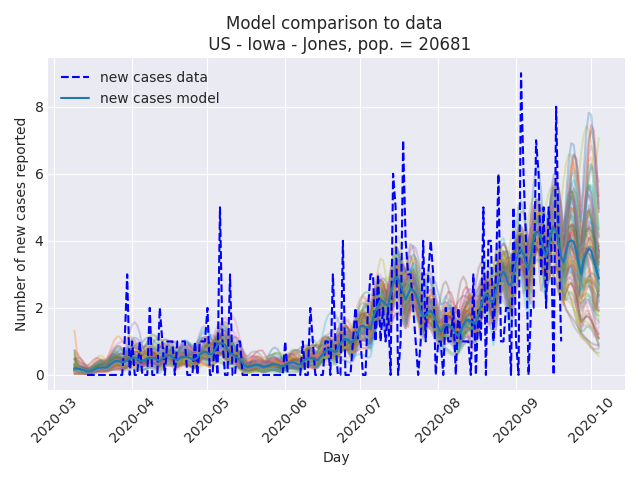 Model comparison to data
US - Iowa - Jones, pop. = 20681
new cases data
new cases model
Number of new cases reported
8
6
4
2
0
2020-03
2020-04
2020-05
2020-06
2020-07
2020-08
2020-09
2020-10
Day